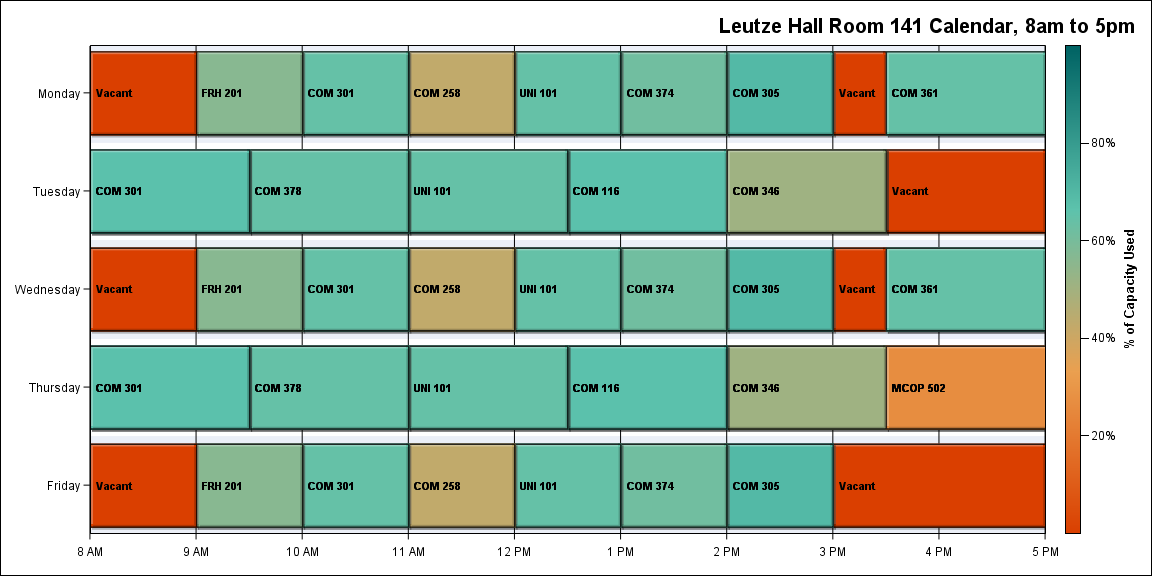 Leutze Hall Room 141 Calendar, 8am to 5pm
Monday
Vacant
FRH 201
COM 301
COM 258
UNI 101
COM 374
COM 305
Vacant
COM 361
Tuesday
COM 301
COM 378
UNI 101
COM 116
COM 346
Vacant
Wednesday
Vacant
FRH 201
COM 301
COM 258
UNI 101
COM 374
COM 305
Vacant
COM 361
Thursday
COM 301
COM 378
UNI 101
COM 116
COM 346
MCOP 502
Friday
Vacant
FRH 201
COM 301
COM 258
UNI 101
COM 374
COM 305
Vacant
8 AM
9 AM
10 AM
11 AM
12 PM
1 PM
2 PM
3 PM
4 PM
5 PM
80%
60%
40%
20%
% of Capacity Used